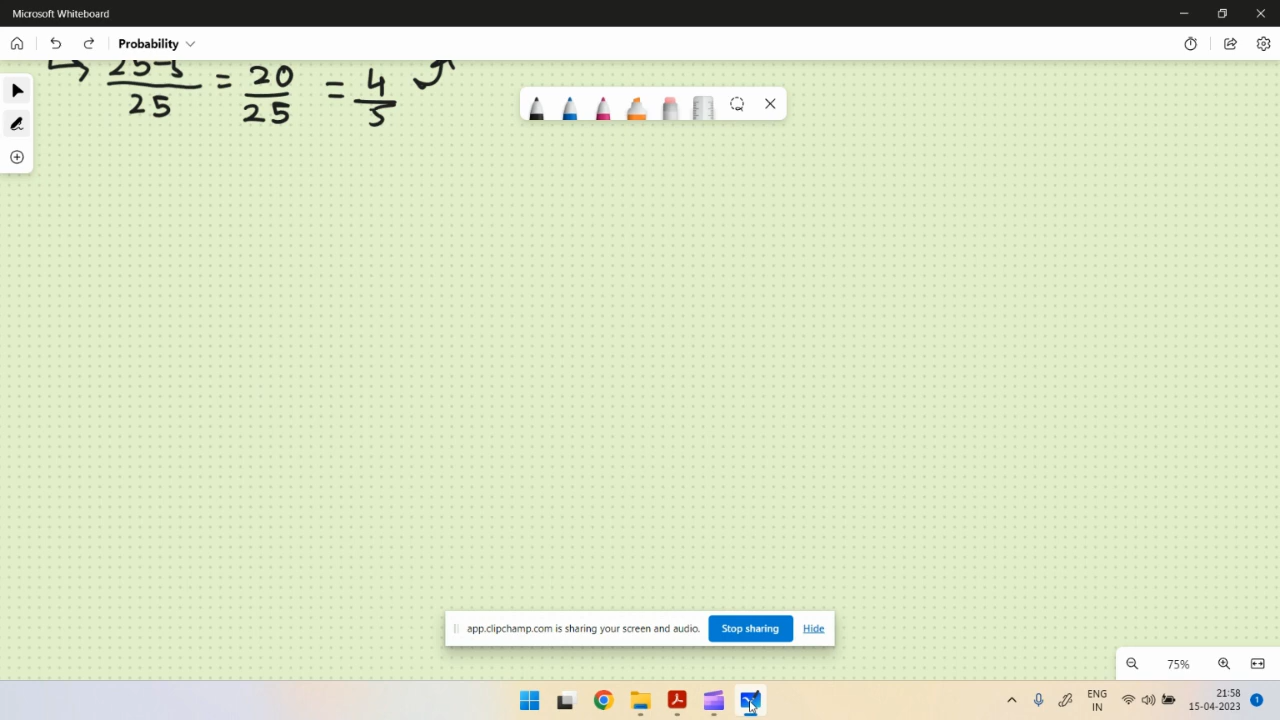 Microsoft Whiteboard
Probability
25-5/25 = 20/25 = 4/5
app.clipchamp.com is sharing your screen and audio. Stop sharing Hide
75%
ENG
IN
21:58
15-04-2023
1